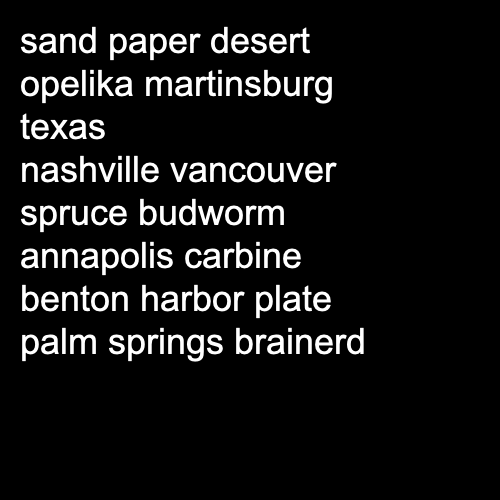 sand paper desert
opelika martinsburg
texas
nashville vancouver
spruce budworm
annapolis carbine
benton harbor plate
palm springs brainerd